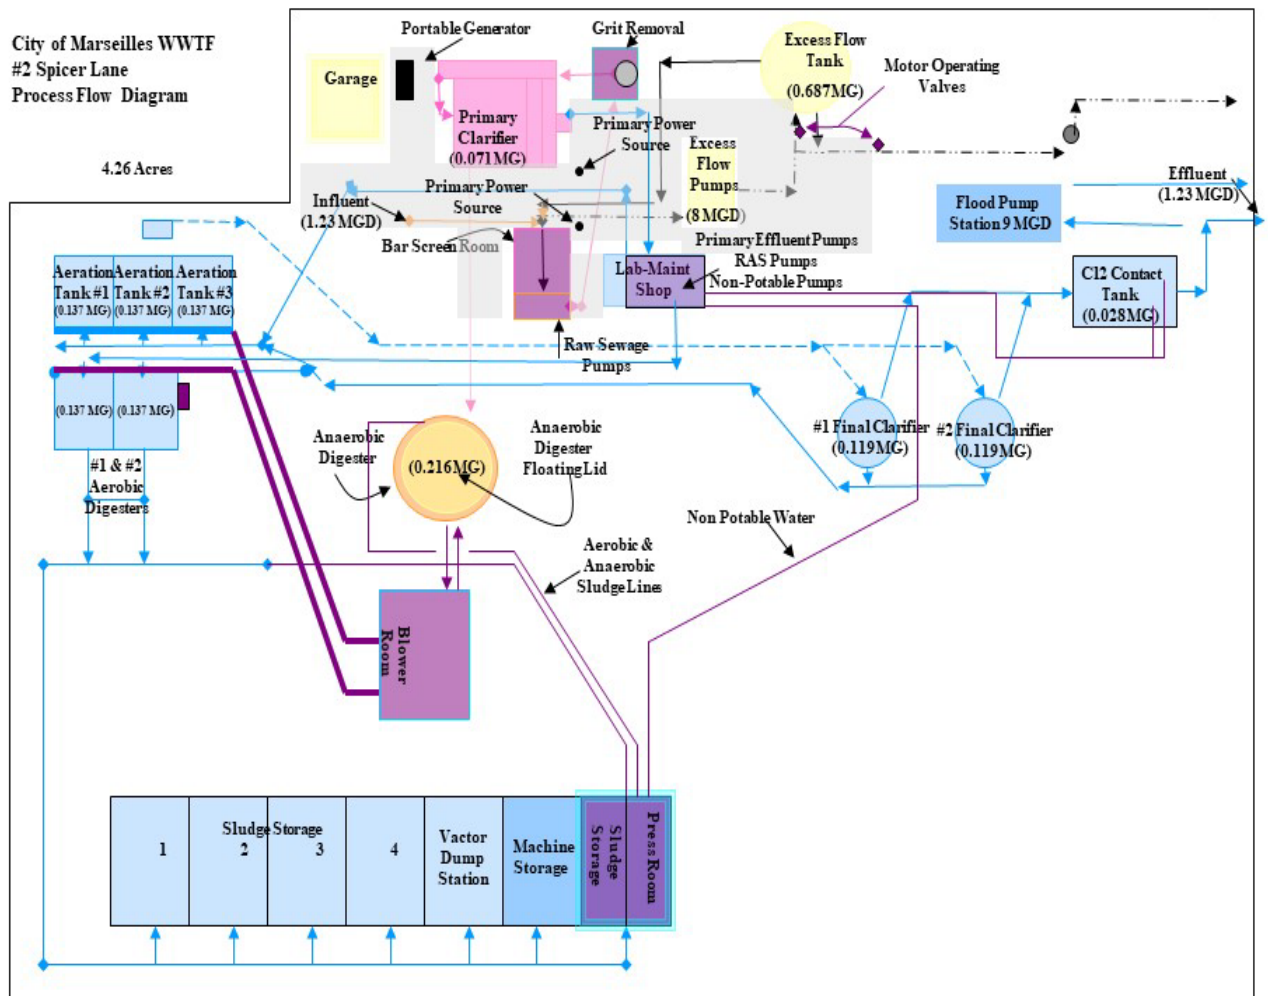 City of Marseilles WWTF
#2 Spicer Lane
Process Flow Diagram
4.26 Acres
Portable Generator
Grit Removal
Excess Flow
Tank
(0.687MG)
Motor Operating
Valves
Garage
Primary
Clarifier
(0.071MG)
Primary Power
Source
Excess
Flow
Pumps
(8 MGD)
Influent
(1.23 MGD)
Primary Power
Source
Effluent
(1.23 MGD)
Flood Pump
Station 9 MGD
Bar Screen Room
Primary Effluent Pumps
RAS Pumps
Non-Potable Pumps
Lab-Maint
Shop
Aeration
Tank #1
(0.137 MG)
Aeration
Tank #2
(0.137 MG)
Aeration
Tank #3
(0.137 MG)
Cl2 Contact
Tank
(0.028MG)
Raw Sewage
Pumps
(0.137 MG)
(0.137 MG)
#1 & #2
Aerobic
Digesters
Anaerobic
Digester
(0.216MG)
Anaerobic
Digester
Floating Lid
#1 Final Clarifier
(0.119MG)
#2 Final Clarifier
(0.119MG)
Non Potable Water
Aerobic &
Anaerobic
Sludge Lines
Blower
Room
Sludge Storage
1
2
3
4
Vactor
Dump
Station
Machine
Storage
Sludge
Storage
Press Room